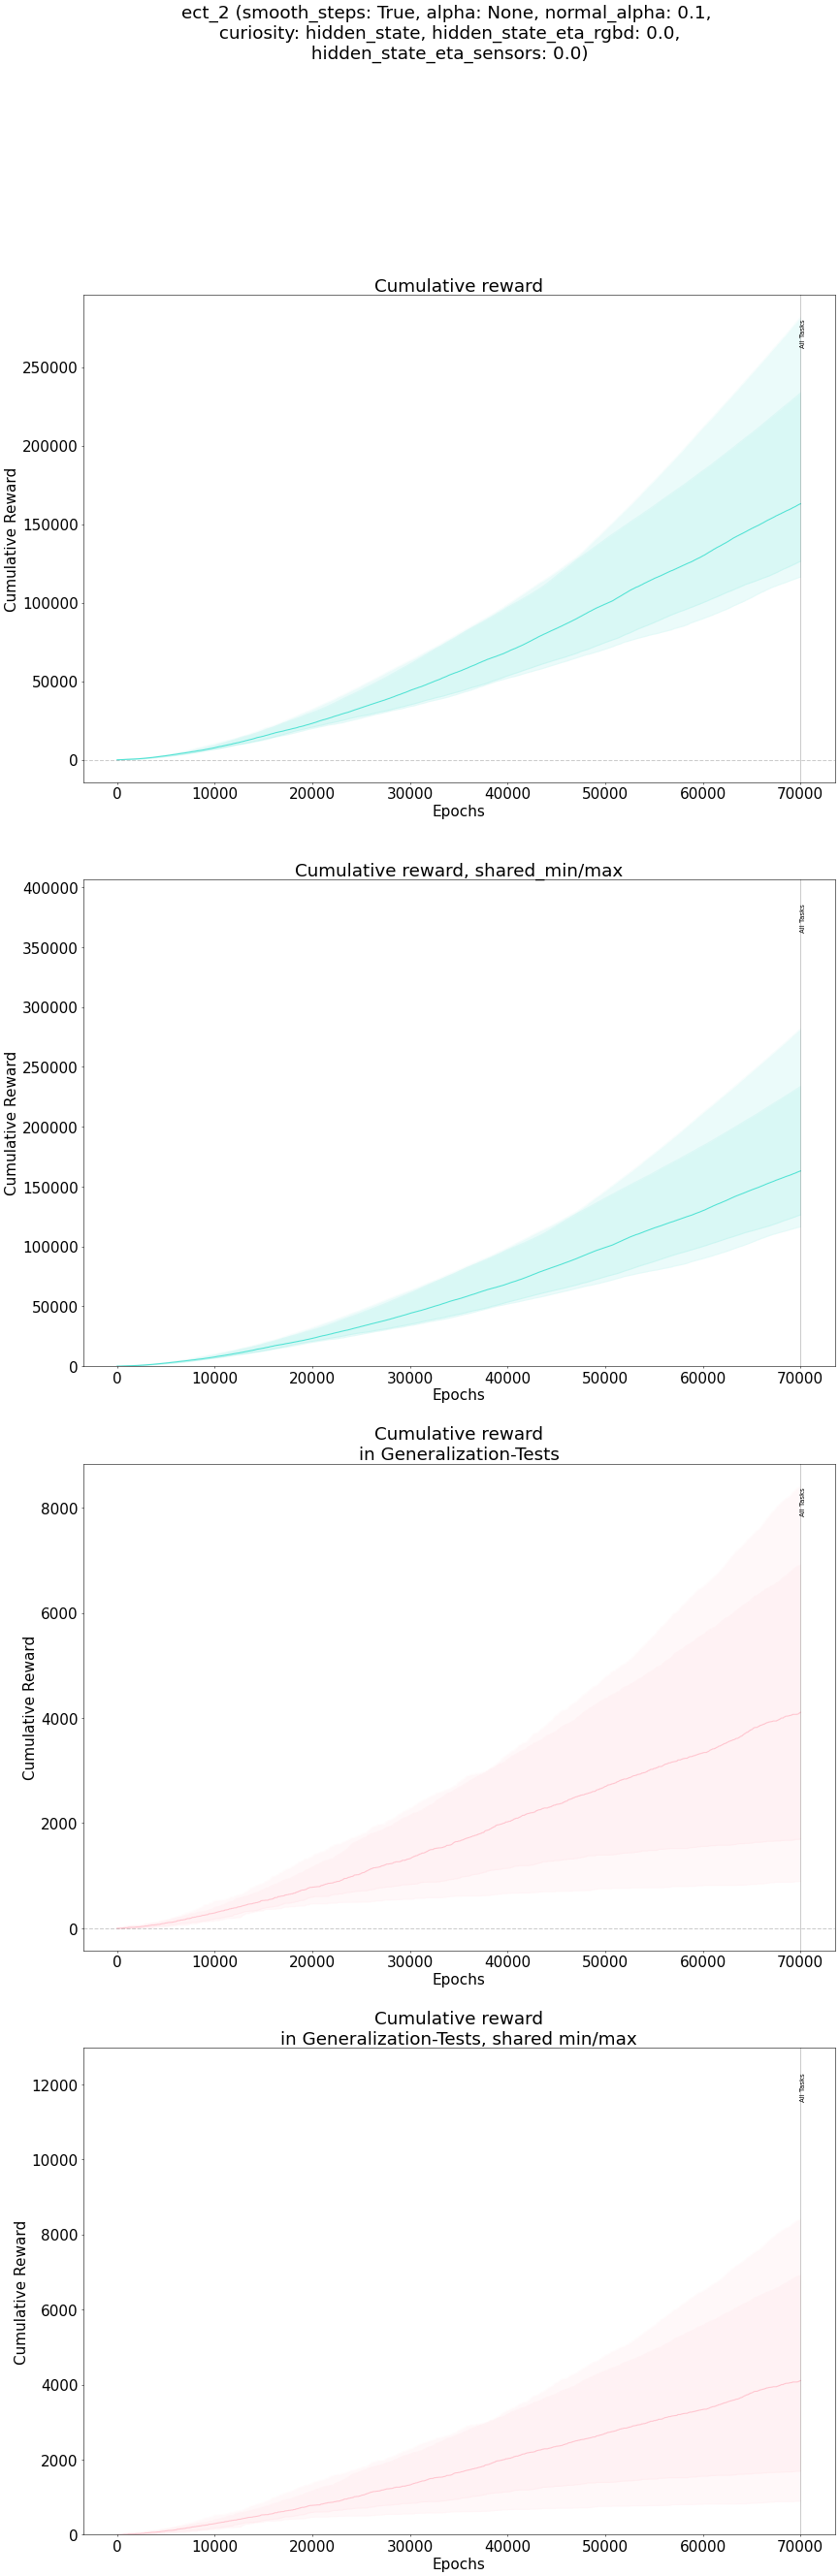 ect_2 (smooth_steps: True, alpha: None, normal_alpha: 0.1,
curiosity: hidden_state, hidden_state_eta_rgbd: 0.0,
hidden_state_eta_sensors: 0.0)
Cumulative reward
All Tasks
250000
200000
150000
100000
50000
0
Cumulative Reward
0 10000 20000 30000 40000 50000 60000 70000
Epochs
Cumulative reward, shared_min/max
All Tasks
400000
350000
300000
250000
200000
150000
100000
50000
0
Cumulative Reward
0 10000 20000 30000 40000 50000 60000 70000
Epochs
Cumulative reward
in Generalization-Tests
All Tasks
8000
6000
4000
2000
0
Cumulative Reward
0 10000 20000 30000 40000 50000 60000 70000
Epochs
Cumulative reward
in Generalization-Tests, shared min/max
All Tasks
12000
10000
8000
6000
4000
2000
0
Cumulative Reward
0 10000 20000 30000 40000 50000 60000 70000
Epochs